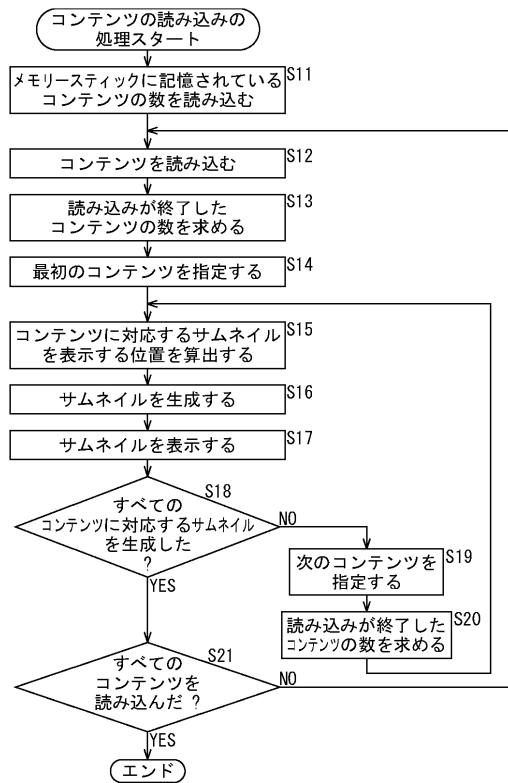 コンテンツの読み込みの
処理スタート
メモリースティックに記憶されている
コンテンツの数を読み込む
S11
コンテンツを読み込む
S12
読み込みが終了した
コンテンツの数を求める
S13
最初のコンテンツを指定する
S14
コンテンツに対応するサムネイル
を表示する位置を算出する
S15
サムネイルを生成する
S16
サムネイルを表示する
S17
すべての
コンテンツに対応するサムネイル
を生成した
?
S18
NO
YES
次のコンテンツを
指定する
S19
読み込みが終了した
コンテンツの数を求める
S20
すべての
コンテンツを
読み込んだ ?
S21
NO
YES
エンド